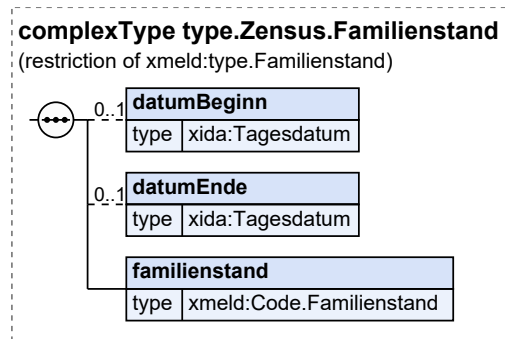 complexType type.Zensus.Familienstand
(restriction of xmeld:type.Familienstand)
0..1 datumBeginn
type xida:Tagesdatum
0..1 datumEnde
type xida:Tagesdatum
familienstand
type xmeld:Code.Familienstand